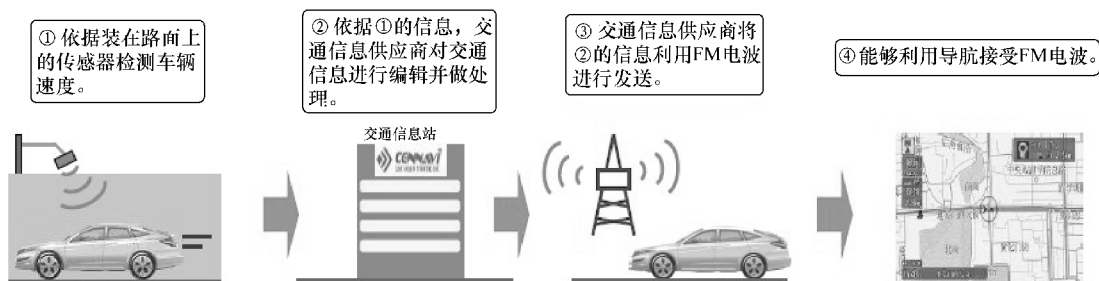 ① 依据装在路面上
的传感器检测车辆
速度。
② 依据①的信息，交
通信息供应商对交通
信息进行编辑并做处
理。
③ 交通信息供应商将
②的信息利用FM电波
进行发送。
④能够利用导航接受FM电波。
交通信息站
CENNAVI